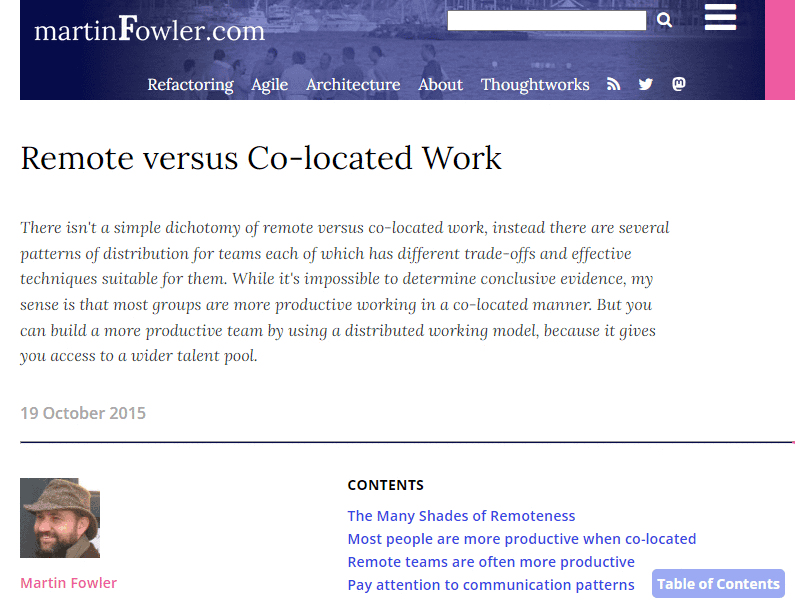 martinFowler.com
Refactoring Agile Architecture About Thoughtworks
Remote versus Co-located Work
There isn't a simple dichotomy of remote versus co-located work, instead there are several
patterns of distribution for teams each of which has different trade-offs and effective
techniques suitable for them. While it's impossible to determine conclusive evidence, my
sense is that most groups are more productive working in a co-located manner. But you
can build a more productive team by using a distributed working model, because it gives
you access to a wider talent pool.
19 October 2015
Martin Fowler
CONTENTS
The Many Shades of Remoteness
Most people are more productive when co-located
Remote teams are often more productive
Pay attention to communication patterns
Table of Contents